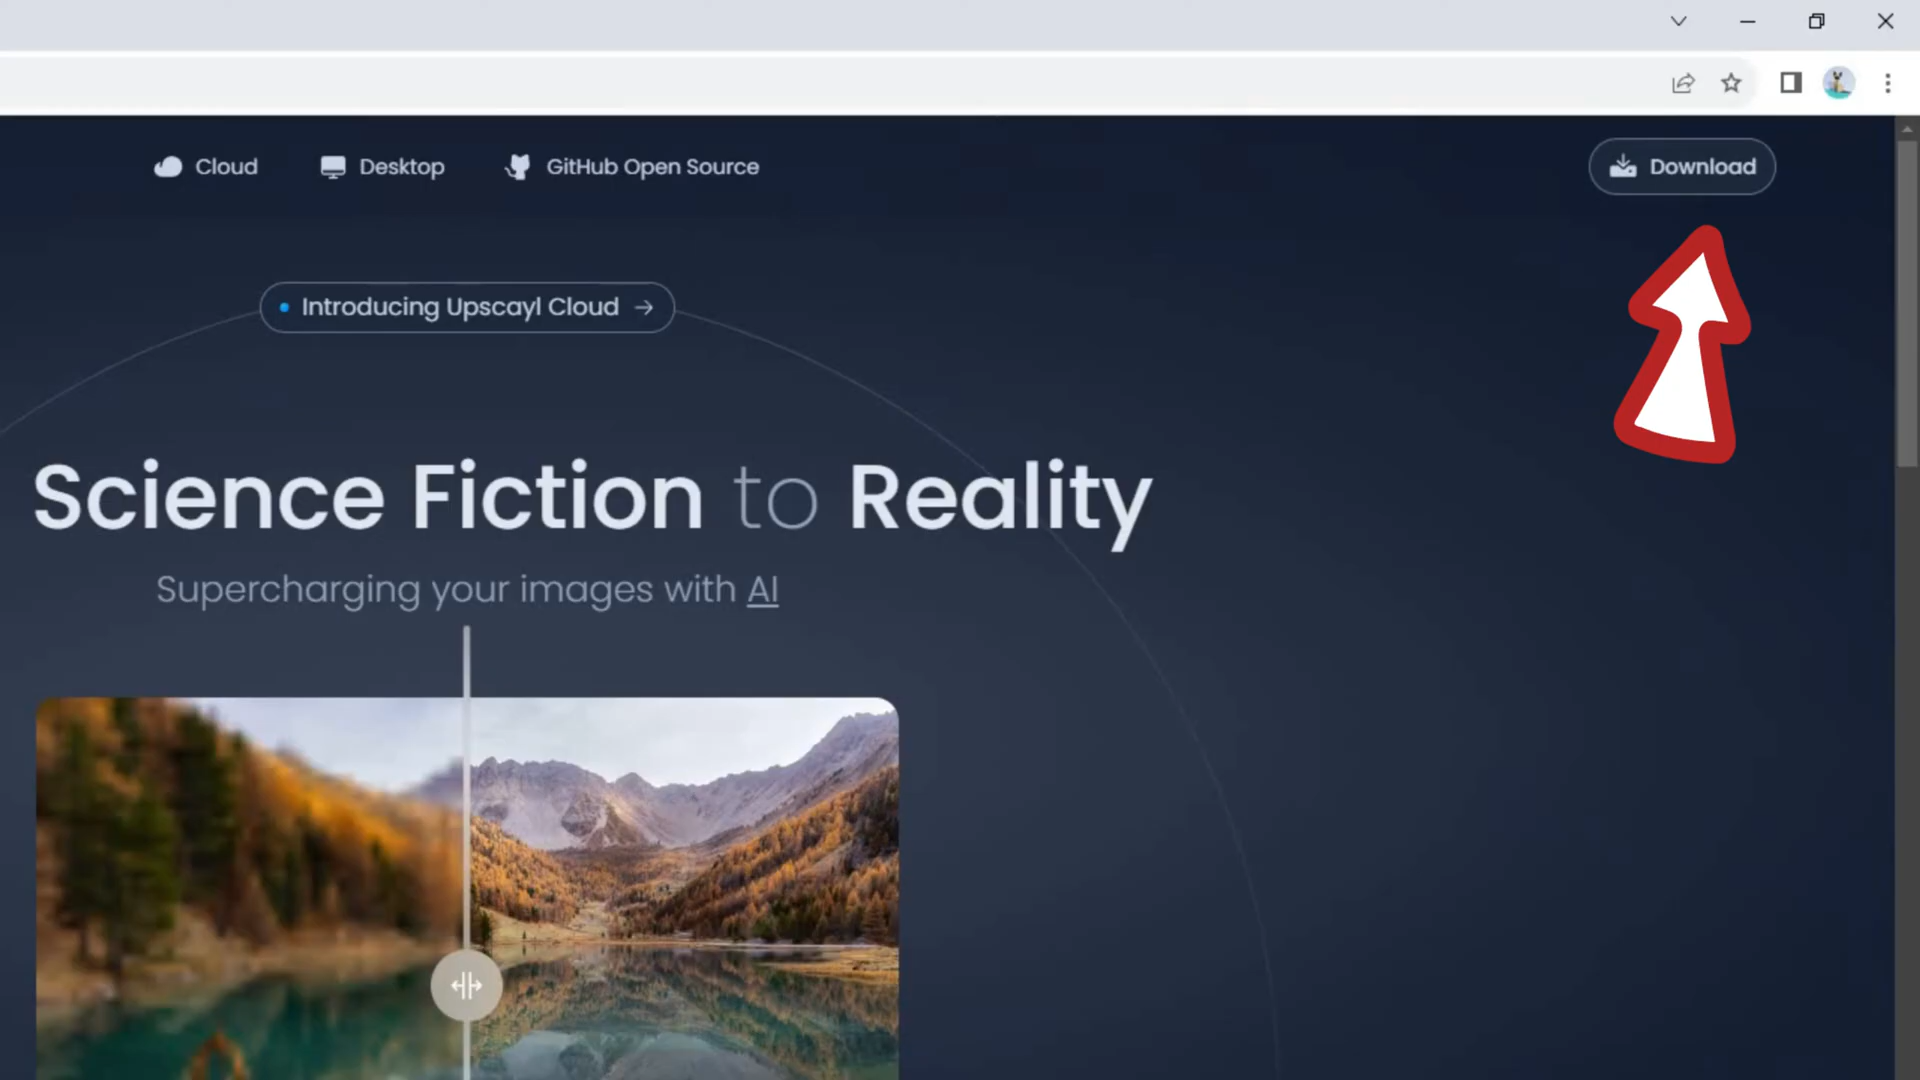 Cloud
Desktop
GitHub Open Source
Download
Introducing Upscayl Cloud →
Science Fiction to Reality
Supercharging your images with AI